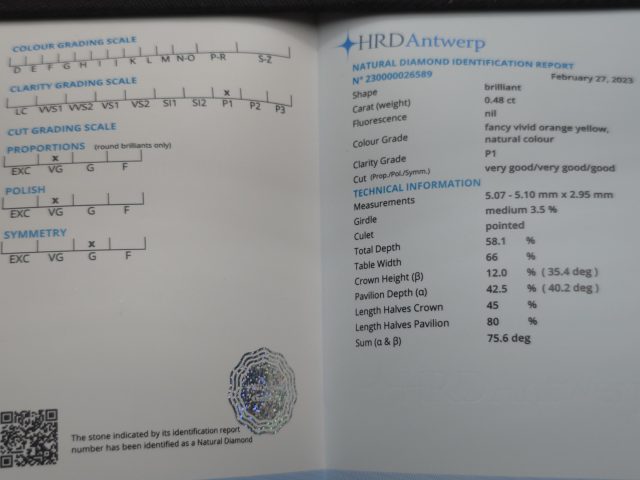 COLOUR GRADING SCALE
D E F G H I J K L M N-O P-R S-Z
CLARITY GRADING SCALE
x
LC VVS1 VVS2 VS1 VS2 SI1 SI2 P1 P2 P3
CUT GRADING SCALE
PROPORTIONS (round brilliants only)
x
EXC VG G F
POLISH
x
EXC VG G F
SYMMETRY
x
EXC VG G F
The stone indicated by its identification report
number has been identified as a Natural Diamond
HRD Antwerp
NATURAL DIAMOND IDENTIFICATION REPORT
N° 230000026589 February 27, 2023
Shape brilliant
Carat (weight) 0.48 ct
Fluorescence nil
Colour Grade fancy vivid orange yellow,
natural colour
Clarity Grade P1
Cut (Prop./Pol./Symm.) very good/very good/good
TECHNICAL INFORMATION
Measurements 5.07 - 5.10 mm x 2.95 mm
Girdle medium 3.5 %
Culet pointed
Total Depth 58.1 %
Table Width 66 %
Crown Height (β) 12.0 % ( 35.4 deg )
Pavilion Depth (α) 42.5 % ( 40.2 deg )
Length Halves Crown 45 %
Length Halves Pavilion 80 %
Sum (α & β) 75.6 deg